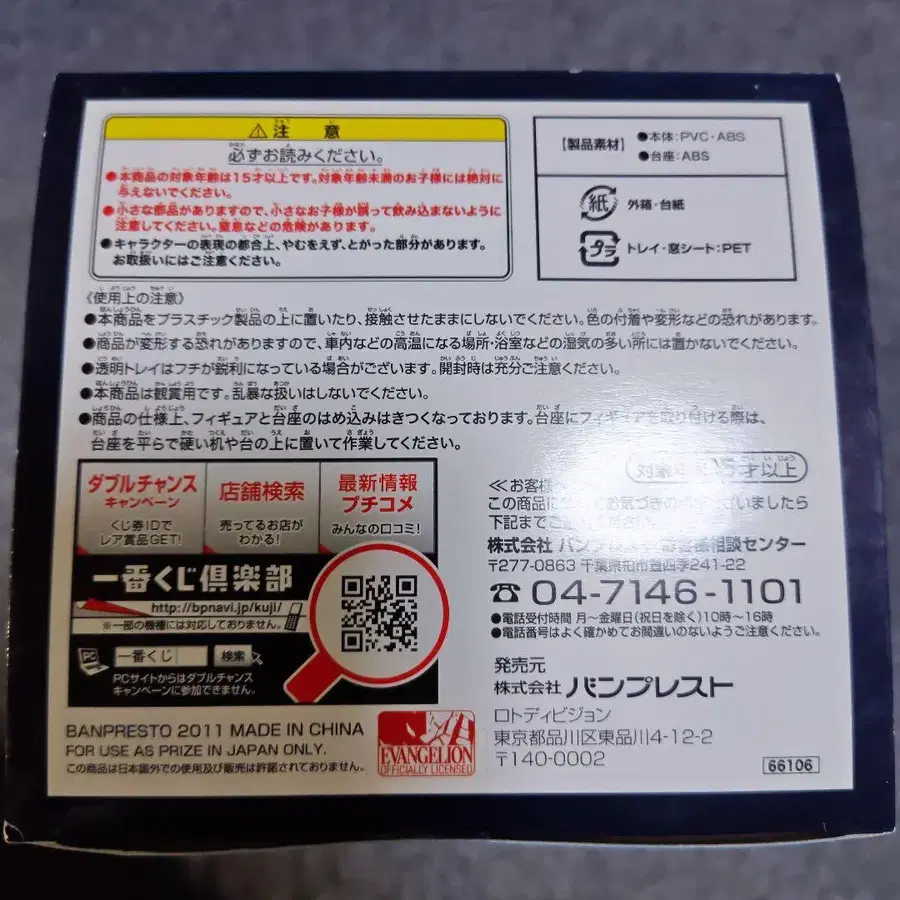 ⚠注意
必ずお読みください。
●本商品の対象年齢は15才以上です。対象年齢未満のお子様には絶対に
与えないでください。
●小さな部品がありますので、小さなお子様が誤って飲み込まないように
注意してください。窒息などの危険があります。
●キャラクターの表現の都合上、やむをえず、とがった部分があります。
お取扱いにはご注意ください。
【製品素材】 ●本体:PVC・ABS
●台座:ABS
紙 外箱・台紙
プラ トレイ・窓シート:PET
《使用上の注意》
●本商品をプラスチック製品の上に置いたり、接触させたままにしないでください。色の付着や変形などの恐れがあります。
●商品が変形する恐れがありますので、車内などの高温になる場所・浴室などの湿気の多い所には置かないでください。
●透明トレイはフチが鋭利になっている場合がございます。開封時は充分ご注意ください。
●本商品は観賞用です。乱暴な扱いはしないでください。
●商品の仕様上、フィギュアと台座のはめ込みはきつくなっております。台座にフィギュアを取り付ける際は、
台座を平らで硬い机や台の上に置いて作業してください。
対象年 才以上
ダブルチャンス
キャンペーン
くじ券IDで
レア賞品GET!
店舗検索
売ってるお店が
わかる!
最新情報
プチコメ
みんなの口コミ!
一番くじ倶楽部
http://bpnavi.jp/kuji/
※一部の機種には対応しておりません。
PC 一番くじ 検索
PCサイトからはダブルチャンス
キャンペーンに参加できません。
≪お客様
この商品に お気づきの ございましたら
下記までご ください。
株式会社 バンプレスト お客様相談センター
〒277-0863 千葉県柏市豊四季241-22
☎04-7146-1101
●電話受付時間 月～金曜日(祝日を除く)10時～16時
●電話番号はよく確かめてお間違いのないようご注意ください。
発売元
株式会社 バンプレスト
ロトディビジョン
東京都品川区東品川4-12-2
〒140-0002
BANPRESTO 2011 MADE IN CHINA
FOR USE AS PRIZE IN JAPAN ONLY.
この商品は日本国外での使用及び販売は許諾されておりません。
EVANGELION
OFFICIALLY LICENSED
66106